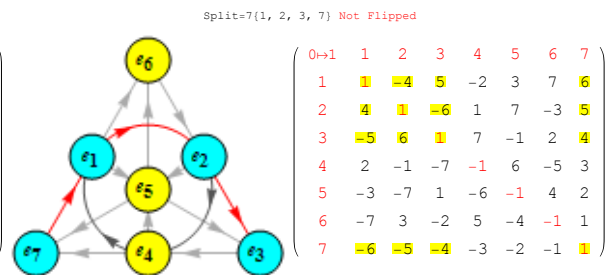 Split=7{1, 2, 3, 7} Not Flipped
e6
e1
e2
e5
e7
e4
e3
0↦1 1 2 3 4 5 6 7
1 1 -4 5 -2 3 7 6
2 4 1 -6 1 7 -3 5
3 -5 6 1 7 -1 2 4
4 2 -1 -7 -1 6 -5 3
5 -3 -7 1 -6 -1 4 2
6 -7 3 -2 5 -4 -1 1
7 -6 -5 -4 -3 -2 -1 1